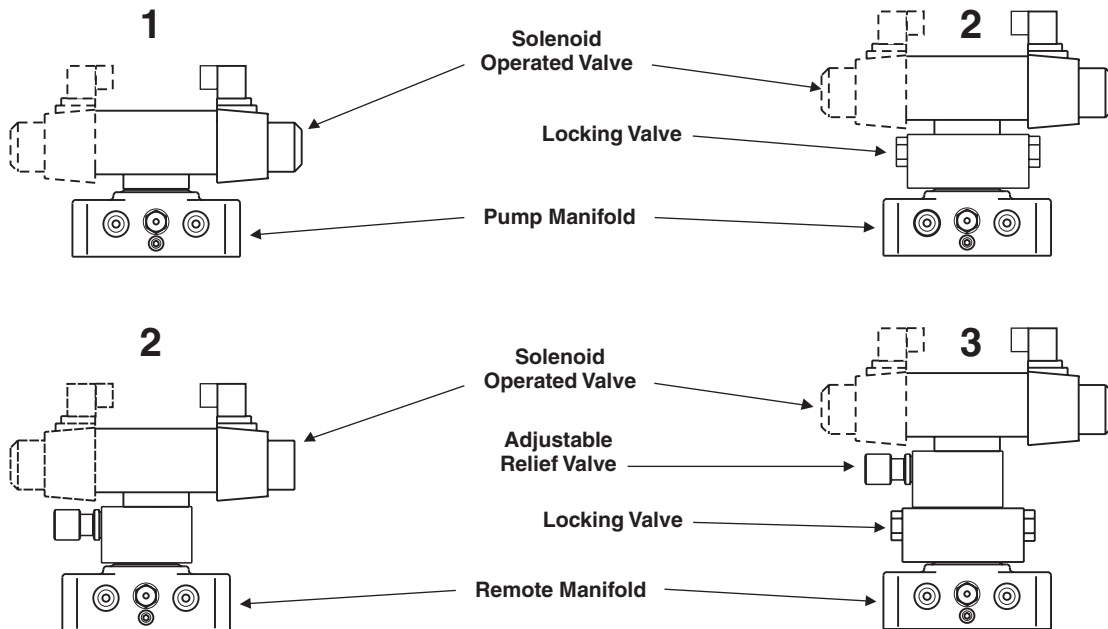 1
2
Solenoid
Operated Valve
Locking Valve
Pump Manifold
2
3
Solenoid
Operated Valve
Adjustable
Relief Valve
Locking Valve
Remote Manifold